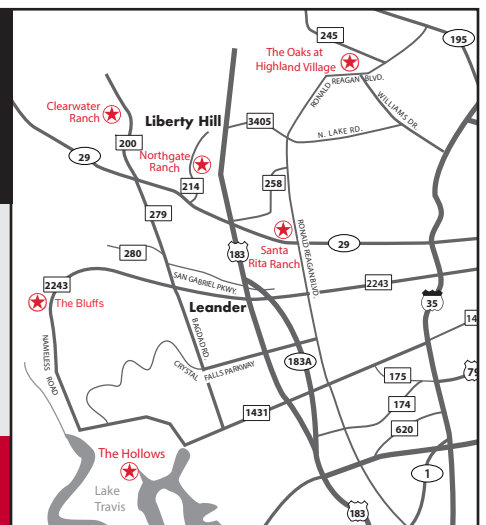 245
195
The Oaks at
Highland Village
RONALD REAGAN BLVD.
WILLIAMS DR.
Clearwater
Ranch
Liberty Hill
3405
N. LAKE RD.
200
29
Northgate
Ranch
214
258
279
RONALD REAGAN BLVD.
Santa
Rita Ranch
29
183
280
SAN GABRIEL PKWY.
2243
2243
The Bluffs
Leander
35
BAGDAD RD.
NAMELESS ROAD
CRYSTAL FALLS PARKWAY
183A
14
175
79
174
1431
620
The Hollows
1
Lake
Travis
183